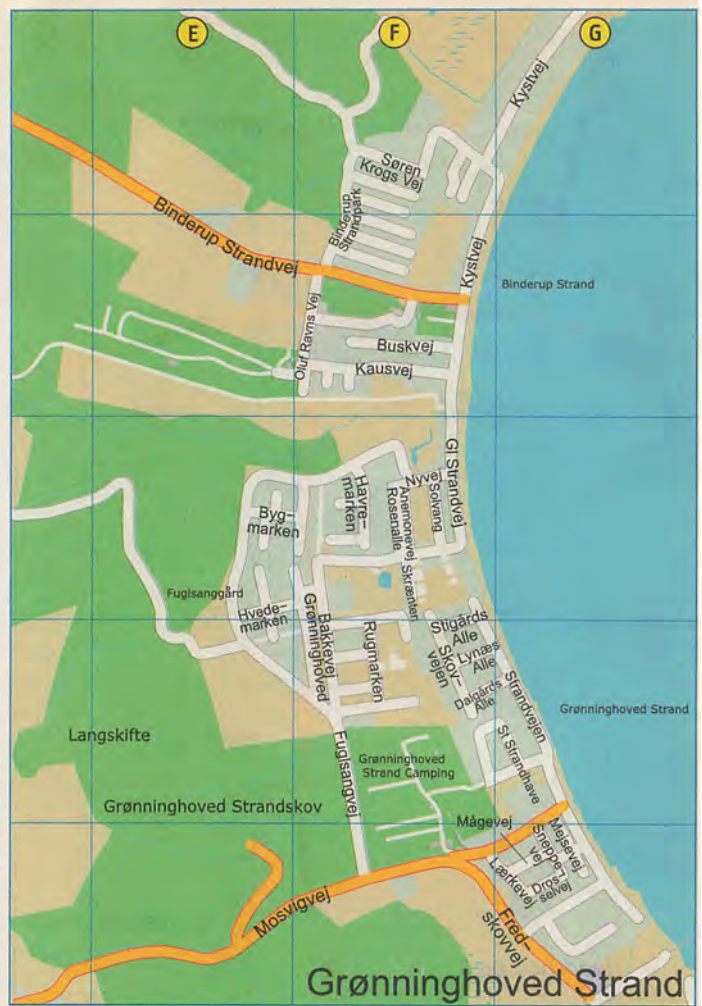 E
F
G
Kystvej
Søren
Krogs Vej
Binderup
Strandpark
Binderup Strandvej
Kystvej
Binderup Strand
Oluf Ravns Vej
Buskvej
Kausvej
Gl Strandvej
Nyvej
Havre-
marken
Anemonevej
Rosenalle
Solvang
Byg-
marken
Skrænten
Fuglsanggård
Hvede-
marken
Bakkevej
Grønninghoved
Rugmarken
Stigårds
Alle
Skov-
vejen
Lynæs
Alle
Dalgårds
Alle
Strandvejen
Grønninghoved Strand
Langskifte
Fuglsangvej
Grønninghoved
Strand Camping
St Strandhave
Grønninghoved Strandskov
Mågevej
Mejsevej
Sneppe-
vej
Lærkevej
Dros-
selvej
Mosvigvej
Fred-
skovvej
Grønninghoved Strand